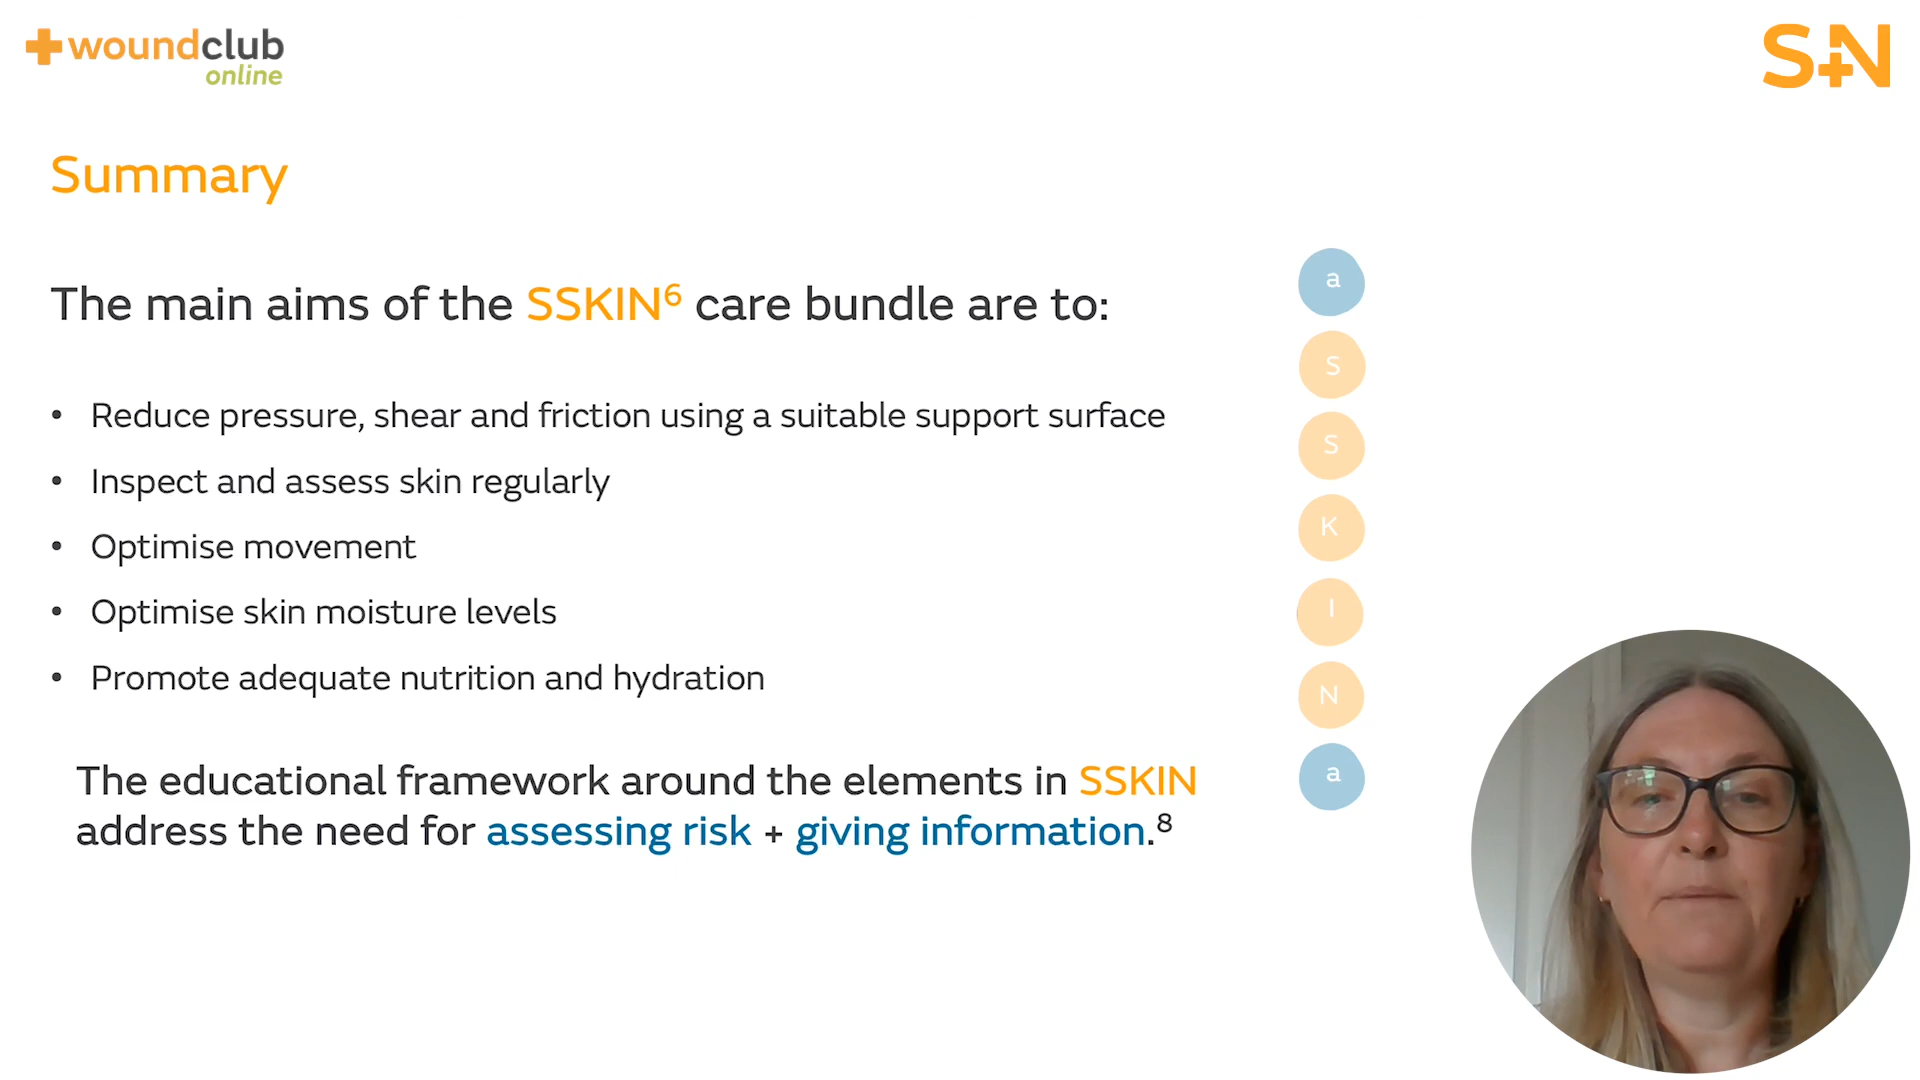 woundclub
online
S+N
Summary
The main aims of the SSKIN⁶ care bundle are to:
• Reduce pressure, shear and friction using a suitable support surface
• Inspect and assess skin regularly
• Optimise movement
• Optimise skin moisture levels
• Promote adequate nutrition and hydration
The educational framework around the elements in SSKIN
address the need for assessing risk + giving information.⁸
a
S
S
K
I
N
a